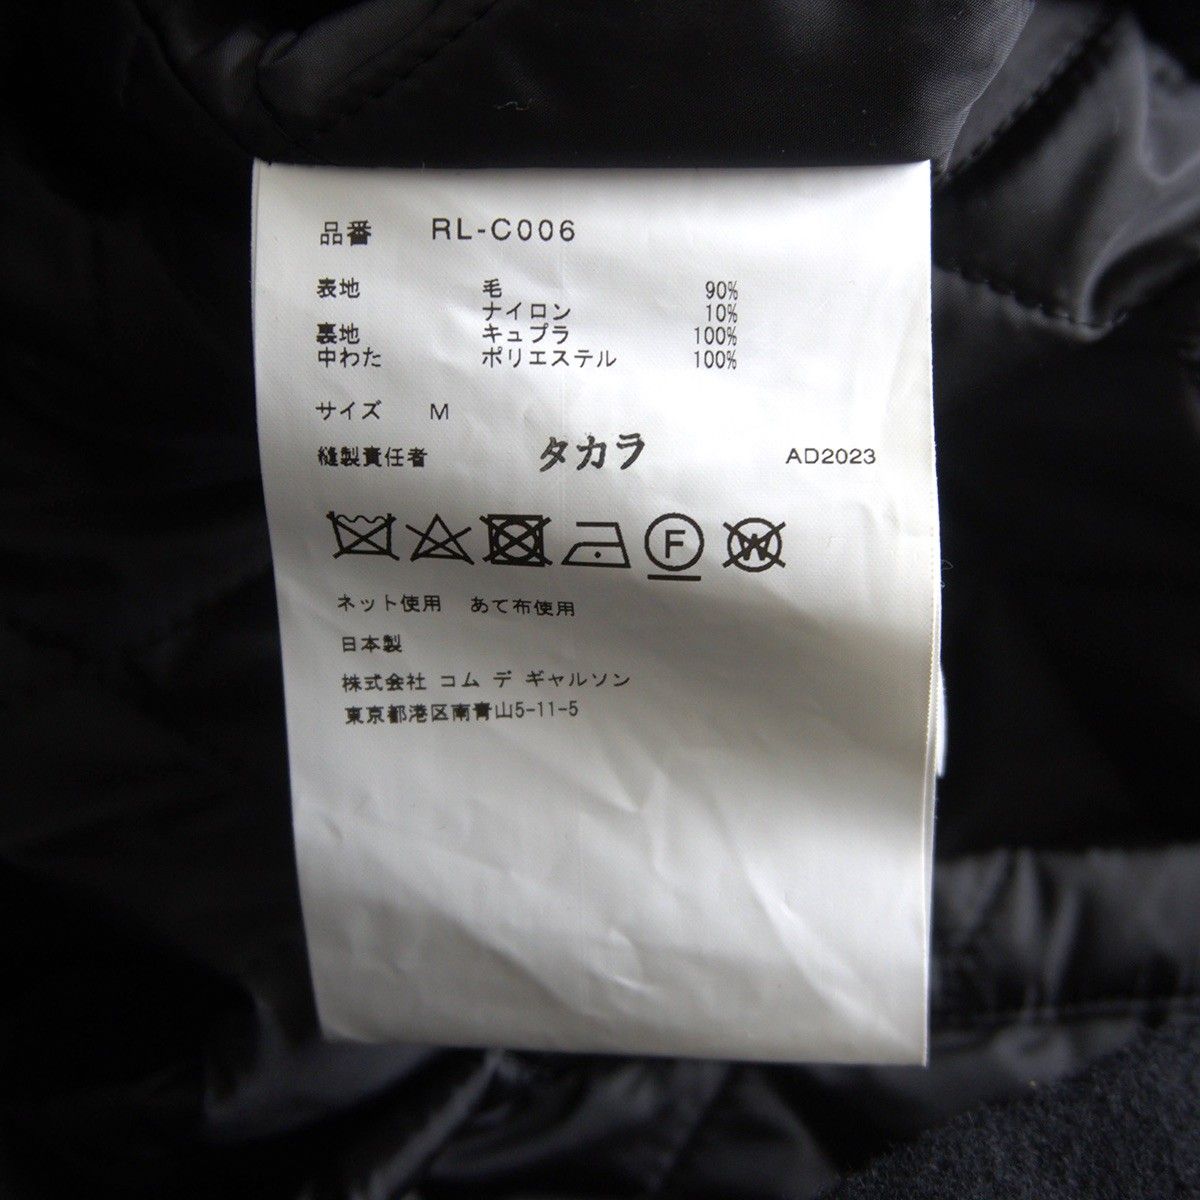 品番 RL-C006
表地 毛 90%
ナイロン 10%
裏地 キュプラ 100%
中わた ポリエステル 100%
サイズ M
縫製責任者 タカラ AD2023
F W
ネット使用 あて布使用
日本製
株式会社 コム デ ギャルソン
東京都港区南青山5-11-5